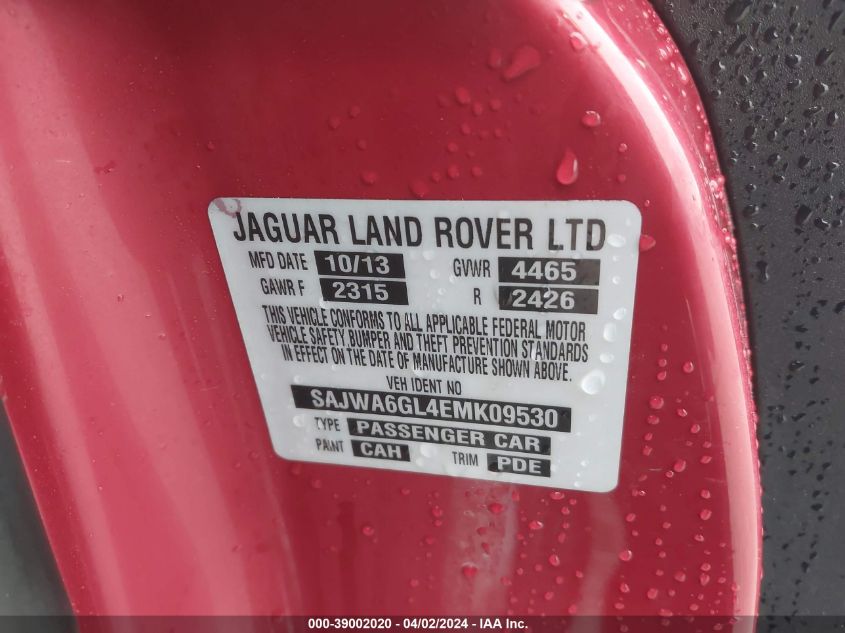 JAGUAR LAND ROVER LTD
MFD DATE 10/13 GVWR 4465
GAWR F 2315 R 2426
THIS VEHICLE CONFORMS TO ALL APPLICABLE FEDERAL MOTOR
VEHICLE SAFETY, BUMPER AND THEFT PREVENTION STANDARDS
IN EFFECT ON THE DATE OF MANUFACTURE SHOWN ABOVE.
VEH IDENT NO
SAJWA6GL4EMK09530
TYPE PASSENGER CAR
PAINT CAH TRIM PDE
000-39002020 - 04/02/2024 - IAA Inc.